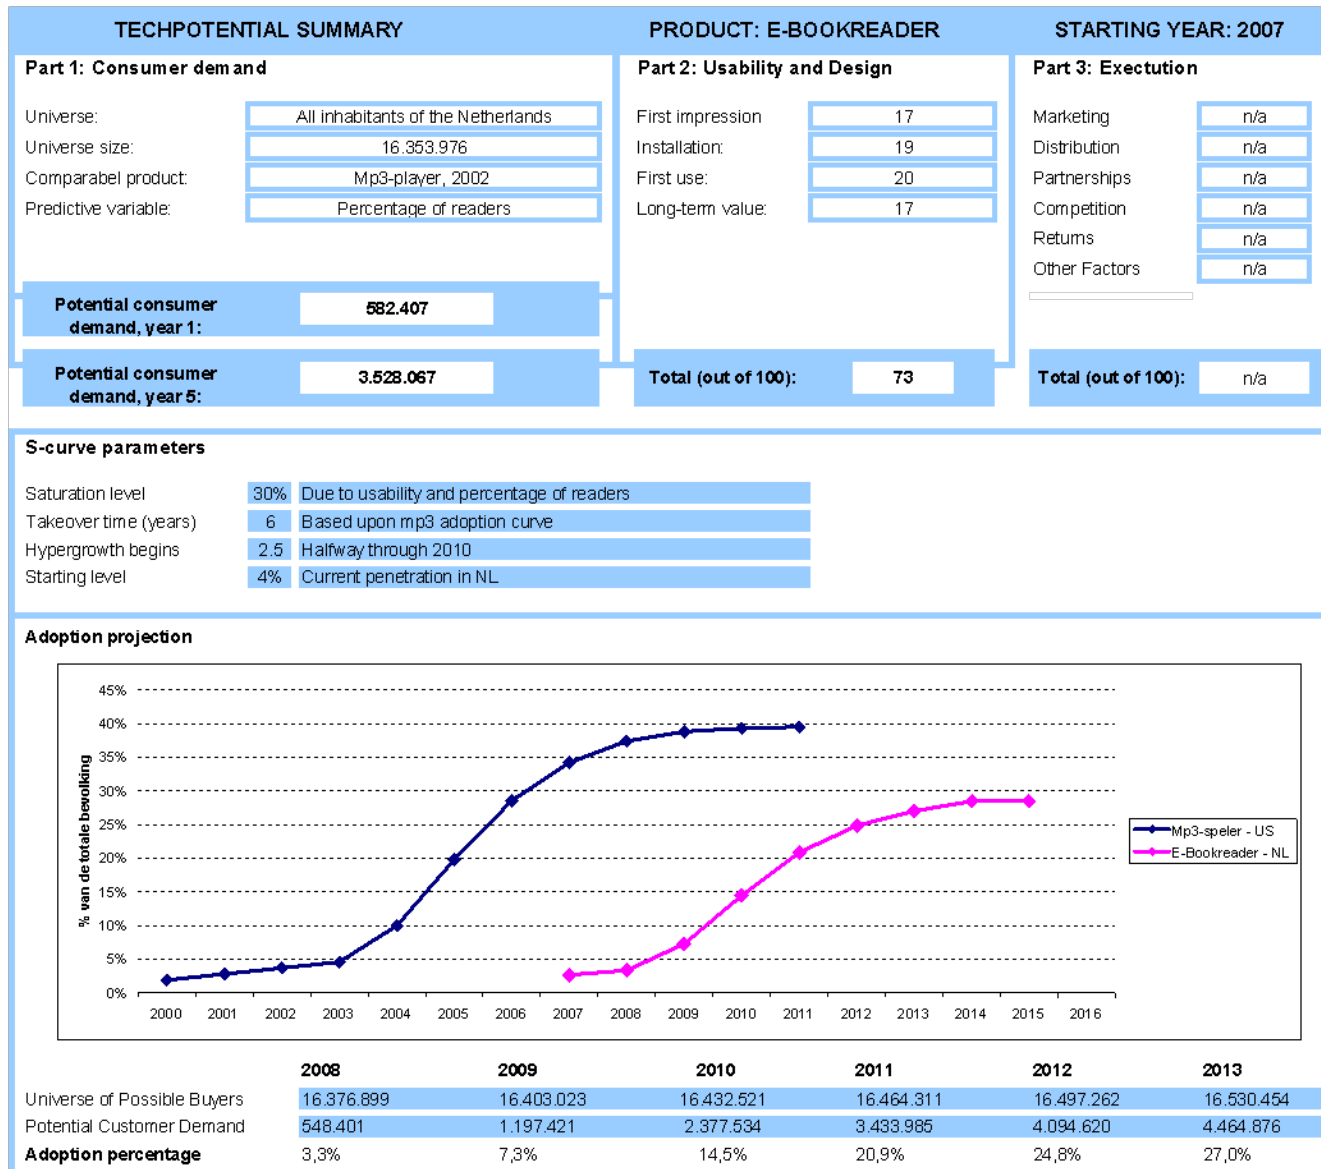 TECHPOTENTIAL SUMMARY PRODUCT: E-BOOKREADER STARTING YEAR: 2007
Part 1: Consumer demand
Universe: All inhabitants of the Netherlands
Universe size: 16.353.976
Comparabel product: Mp3-player, 2002
Predictive variable: Percentage of readers
Potential consumer demand, year 1: 582.407
Potential consumer demand, year 5: 3.528.067
Part 2: Usability and Design
First impression 17
Installation: 19
First use: 20
Long-term value: 17
Total (out of 100): 73
Part 3: Exectution
Marketing n/a
Distribution n/a
Partnerships n/a
Competition n/a
Returns n/a
Other Factors n/a
Total (out of 100): n/a
S-curve parameters
Saturation level 30% Due to usability and percentage of readers
Takeover time (years) 6 Based upon mp3 adoption curve
Hypergrowth begins 2.5 Halfway through 2010
Starting level 4% Current penetration in NL
Adoption projection
% van de totale bevolking
45%
40%
35%
30%
25%
20%
15%
10%
5%
0%
2000 2001 2002 2003 2004 2005 2006 2007 2008 2009 2010 2011 2012 2013 2014 2015 2016
Mp3-speler - US
E-Bookreader - NL
2008 2009 2010 2011 2012 2013
Universe of Possible Buyers 16.376.899 16.403.023 16.432.521 16.464.311 16.497.262 16.530.454
Potential Customer Demand 548.401 1.197.421 2.377.534 3.433.985 4.094.620 4.464.876
Adoption percentage 3,3% 7,3% 14,5% 20,9% 24,8% 27,0%